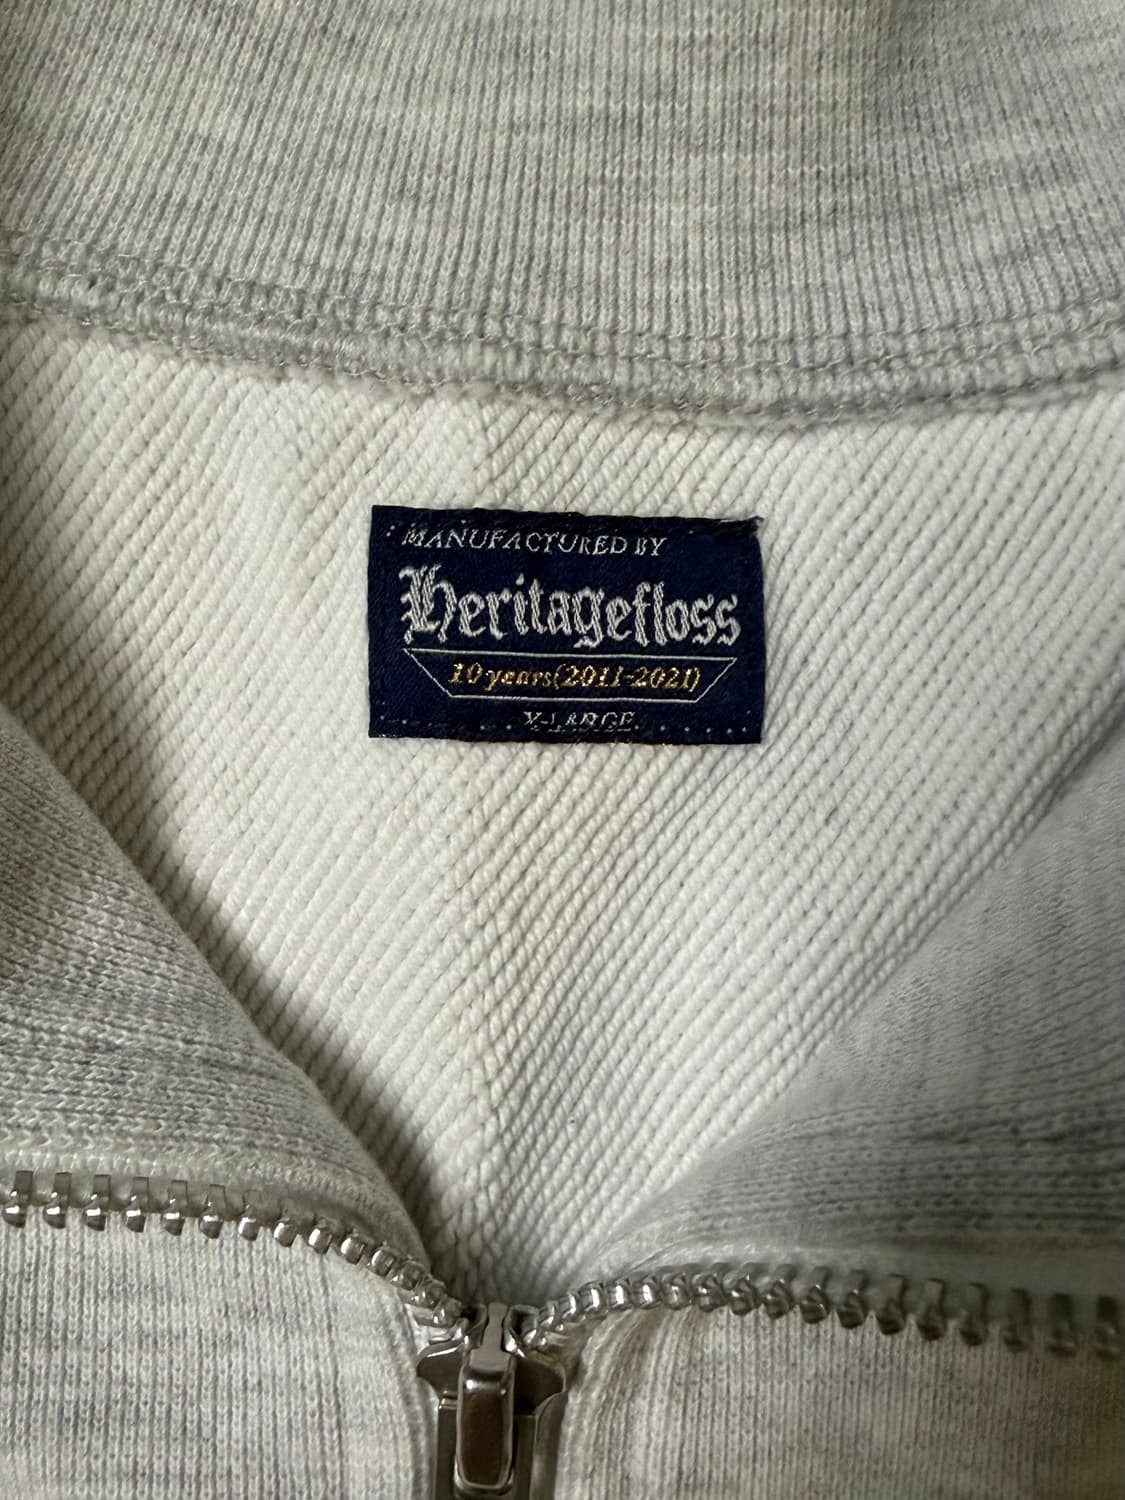 MANUFACTURED BY
Heritagefloss
10 years(2011-2021)
X-LARGE